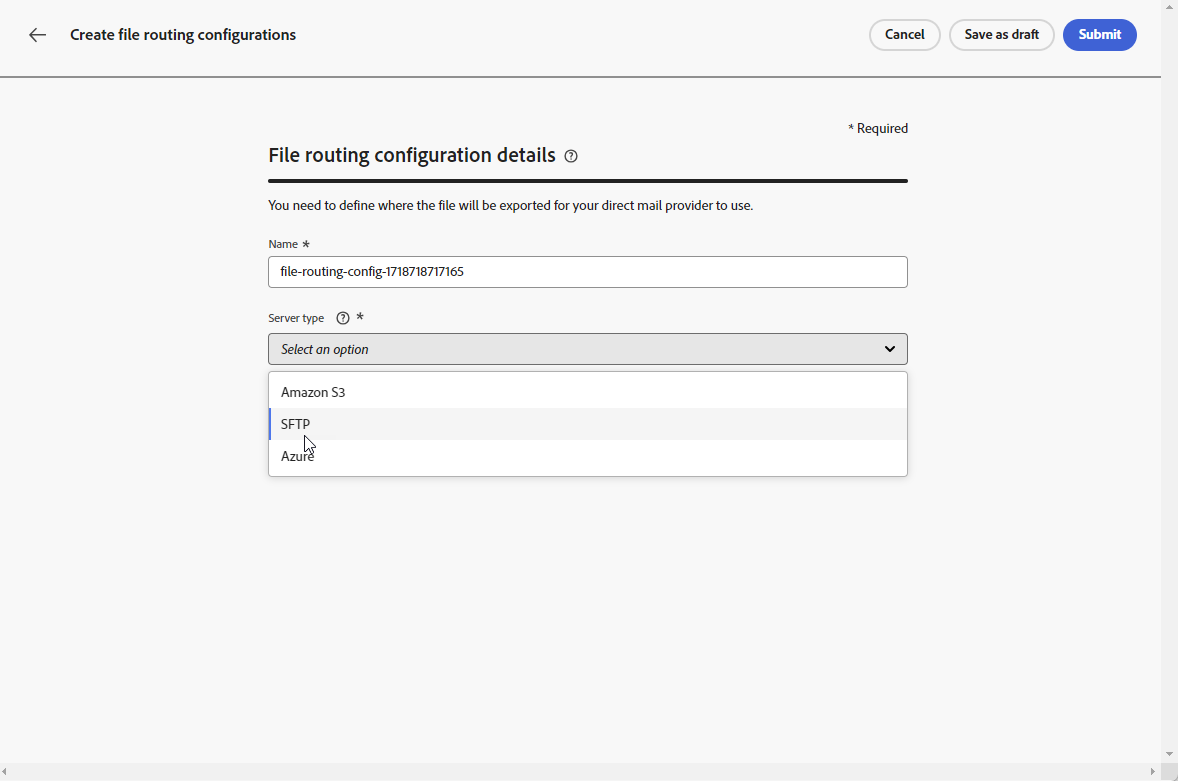 Create file routing configurations
Cancel
Save as draft
Submit
* Required
File routing configuration details
You need to define where the file will be exported for your direct mail provider to use.
Name *
file-routing-config-1718718717165
Server type *
Select an option
Amazon S3
SFTP
Azure